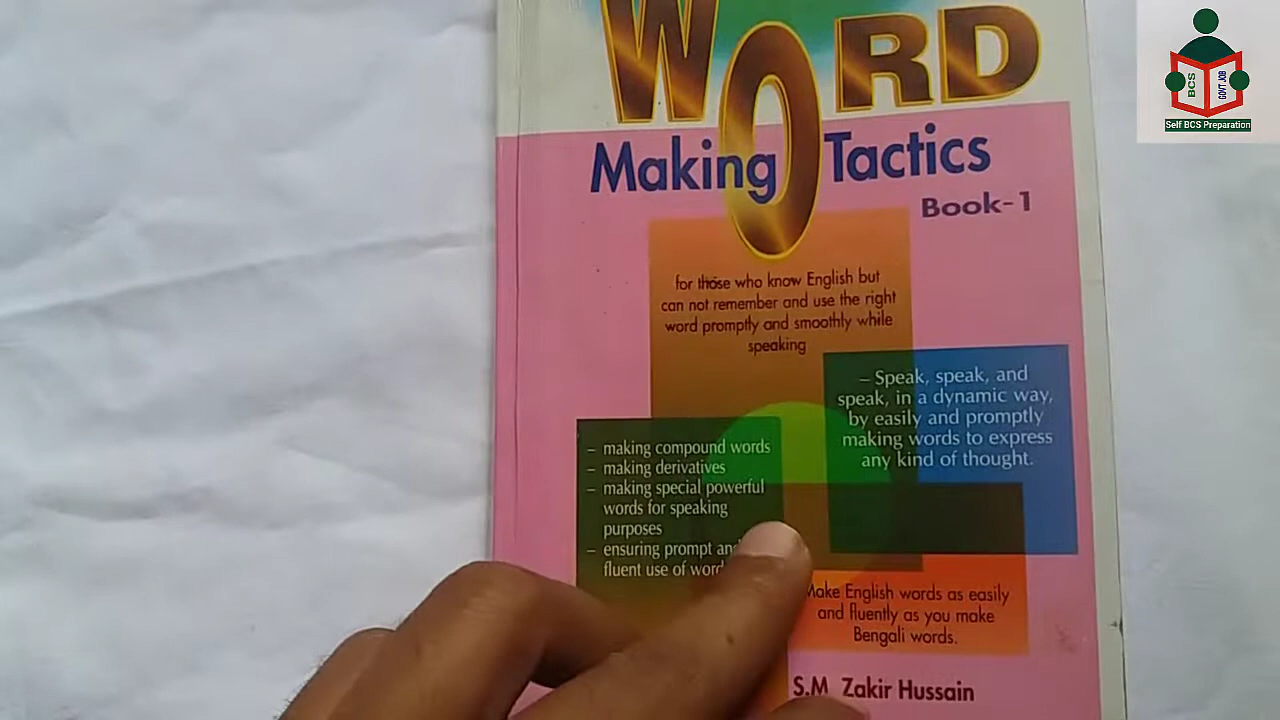 WORD
Making Tactics
Book-1
for those who know English but
can not remember and use the right
word promptly and smoothly while
speaking
– Speak, speak, and
speak, in a dynamic way,
by easily and promptly
making words to express
any kind of thought.
– making compound words
– making derivatives
– making special powerful
words for speaking
purposes
– ensuring prompt and
fluent use of word
Make English words as easily
and fluently as you make
Bengali words.
S.M Zakir Hussain
BCS
GOVT JOB
Self BCS Preparation